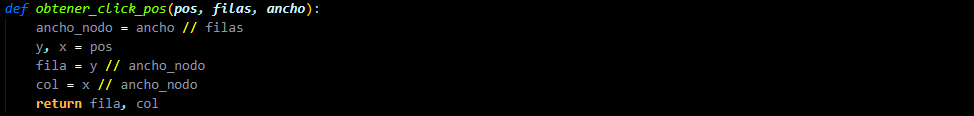 def obtener_click_pos(pos, filas, ancho):
    ancho_nodo = ancho // filas
    y, x = pos
    fila = y // ancho_nodo
    col = x // ancho_nodo
    return fila, col